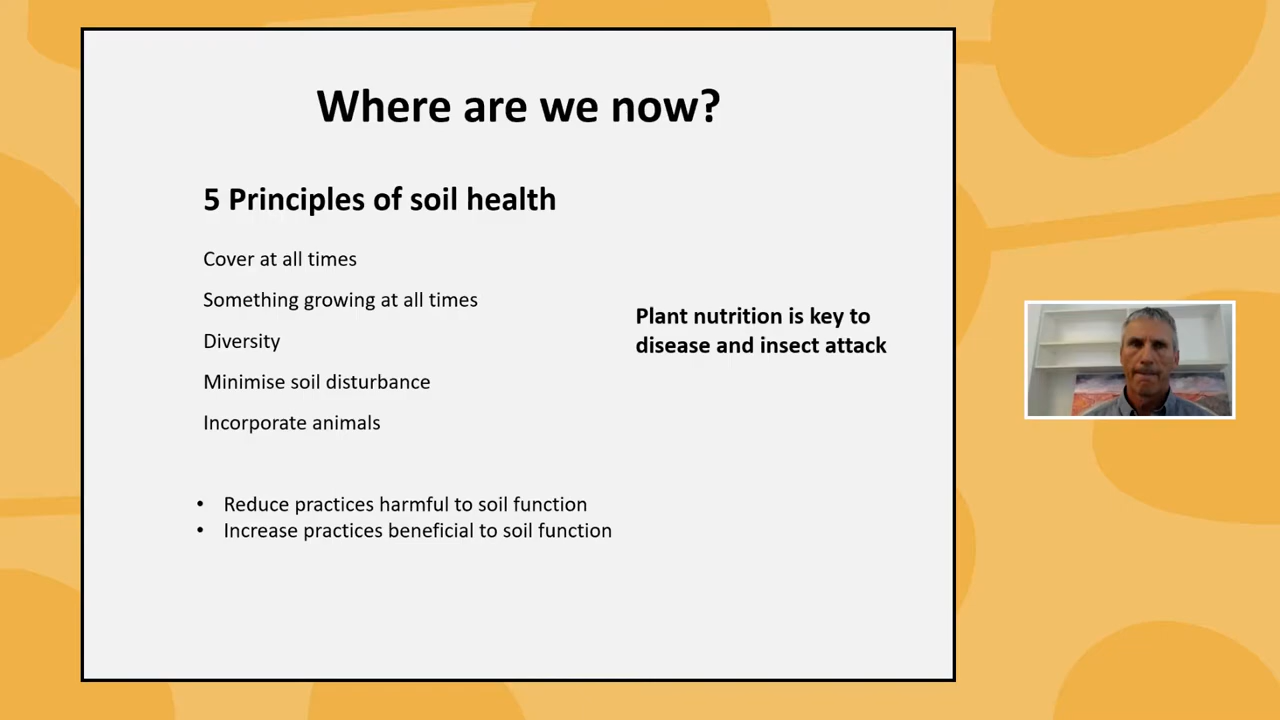 Where are we now?
5 Principles of soil health
Cover at all times
Something growing at all times
Diversity
Minimise soil disturbance
Incorporate animals
Plant nutrition is key to
disease and insect attack
• Reduce practices harmful to soil function
• Increase practices beneficial to soil function